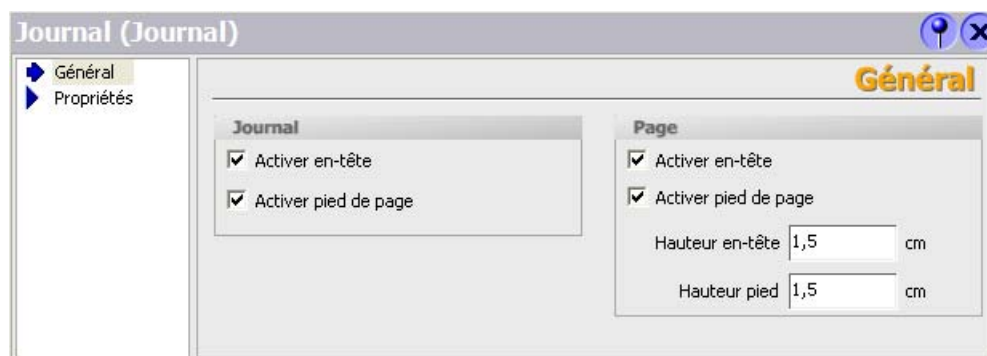 Journal (Journal)
Général
Propriétés
Général
Journal
Activer en-tête
Activer pied de page
Page
Activer en-tête
Activer pied de page
Hauteur en-tête 1,5 cm
Hauteur pied 1,5 cm